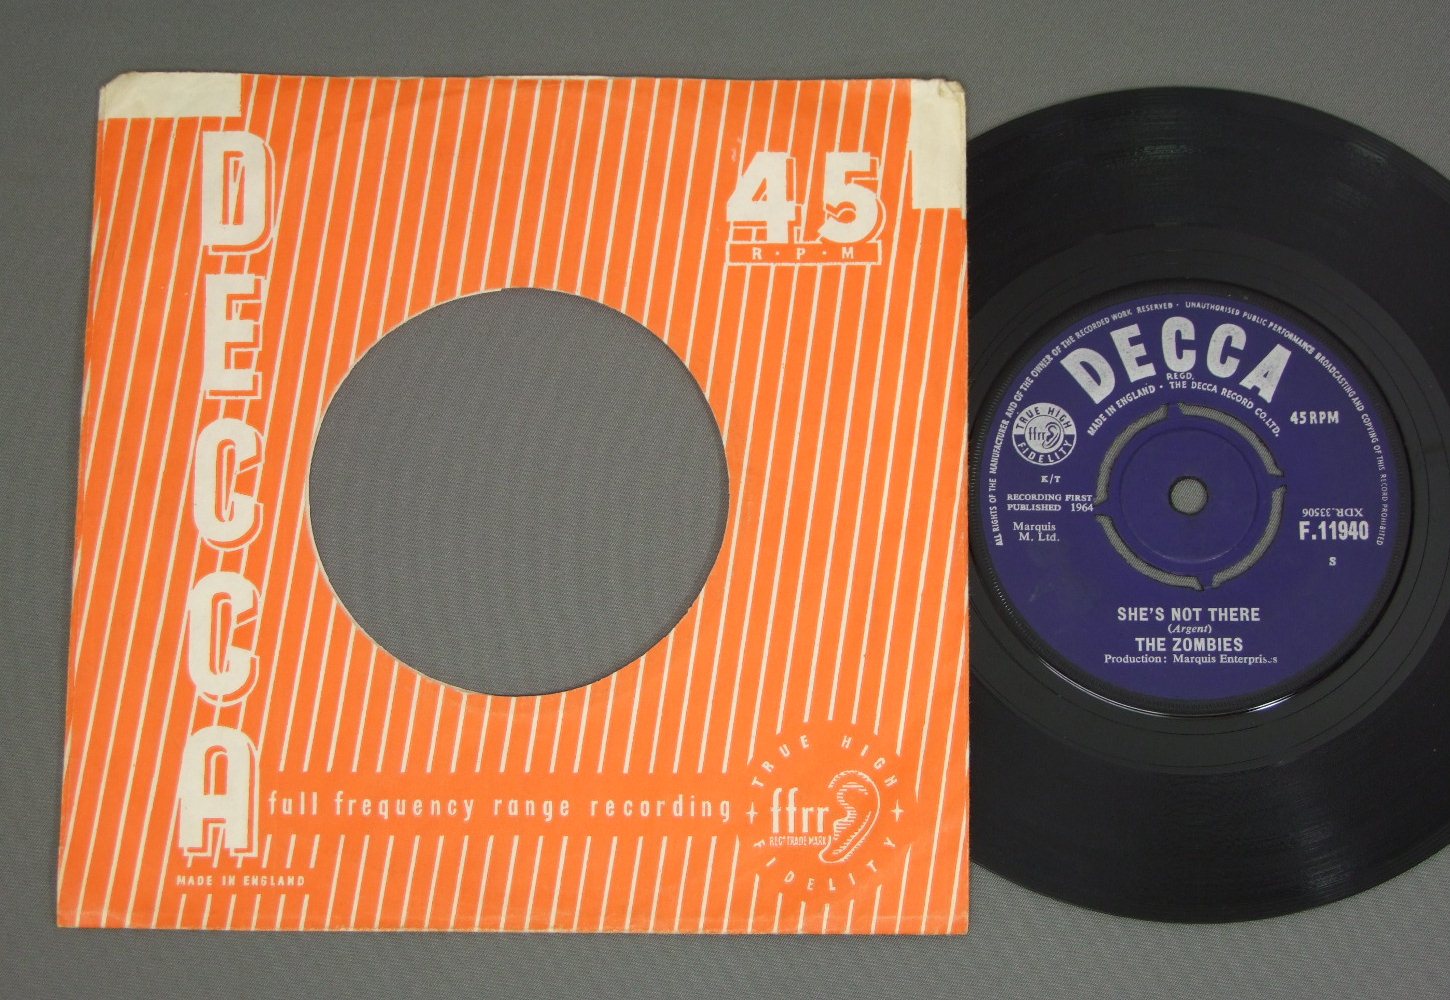 DECCA
45
R·P·M
full frequency range recording
TRUE HIGH FIDELITY
ffrr
REGD TRADE MARK
MADE IN ENGLAND
ALL RIGHTS OF THE MANUFACTURER AND OF THE OWNER OF THE RECORDED WORK RESERVED · UNAUTHORISED PUBLIC PERFORMANCE BROADCASTING AND COPYING OF THIS RECORD PROHIBITED
DECCA
REGD.
MADE IN ENGLAND · THE DECCA RECORD CO. LTD.
TRUE HIGH FIDELITY
ffrr
45 RPM
K/T
RECORDING FIRST
PUBLISHED 1964
Marquis
M. Ltd.
XDR.33506
F.11940
S
SHE'S NOT THERE
(Argent)
THE ZOMBIES
Production: Marquis Enterprises